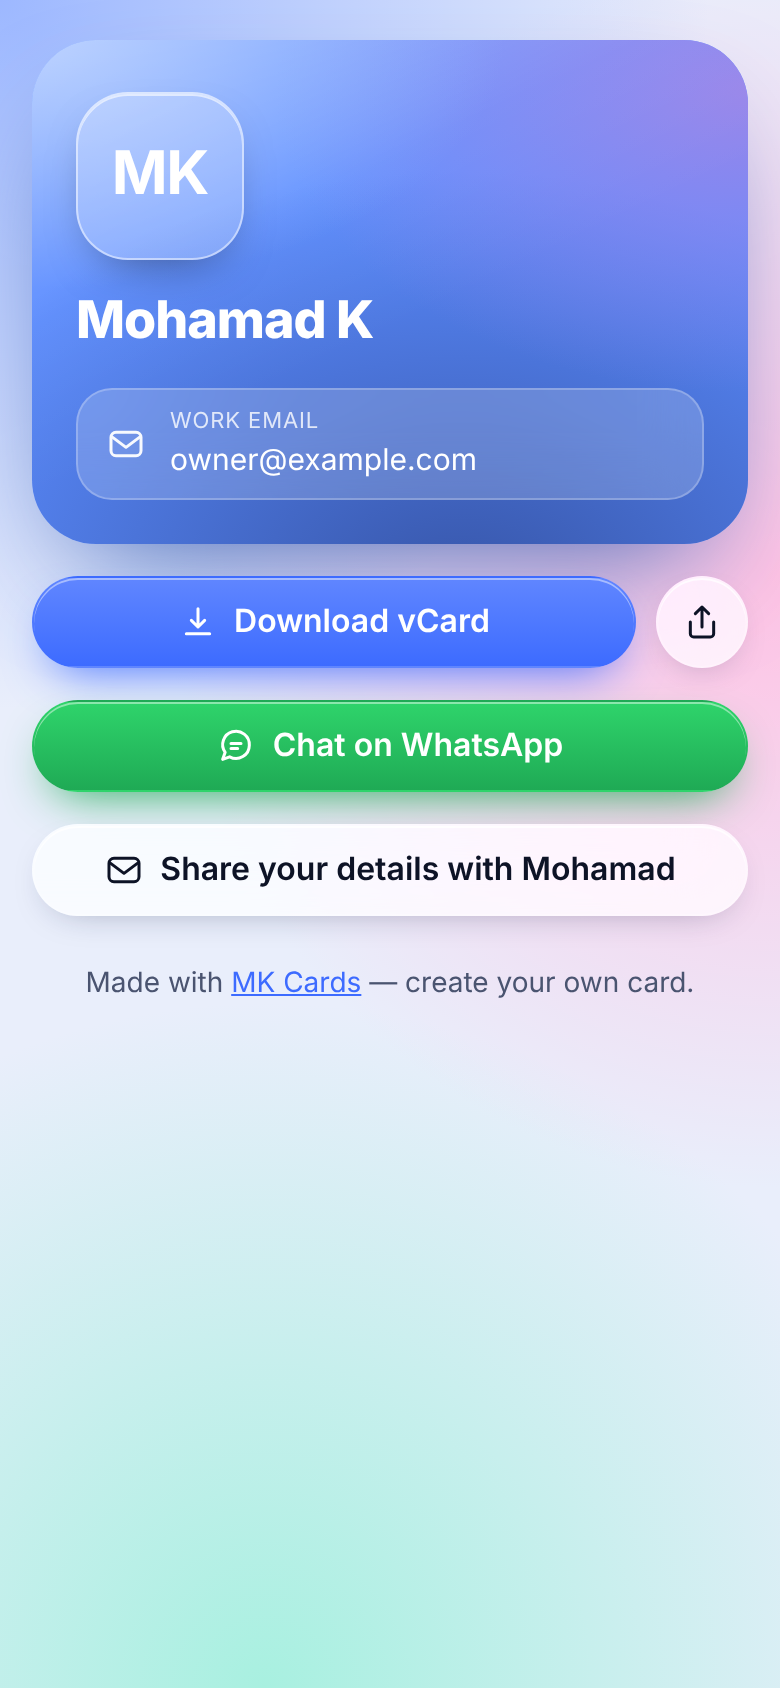 MK
Mohamad K
WORK EMAIL
owner@example.com
Download vCard
Chat on WhatsApp
Share your details with Mohamad
Made with MK Cards — create your own card.